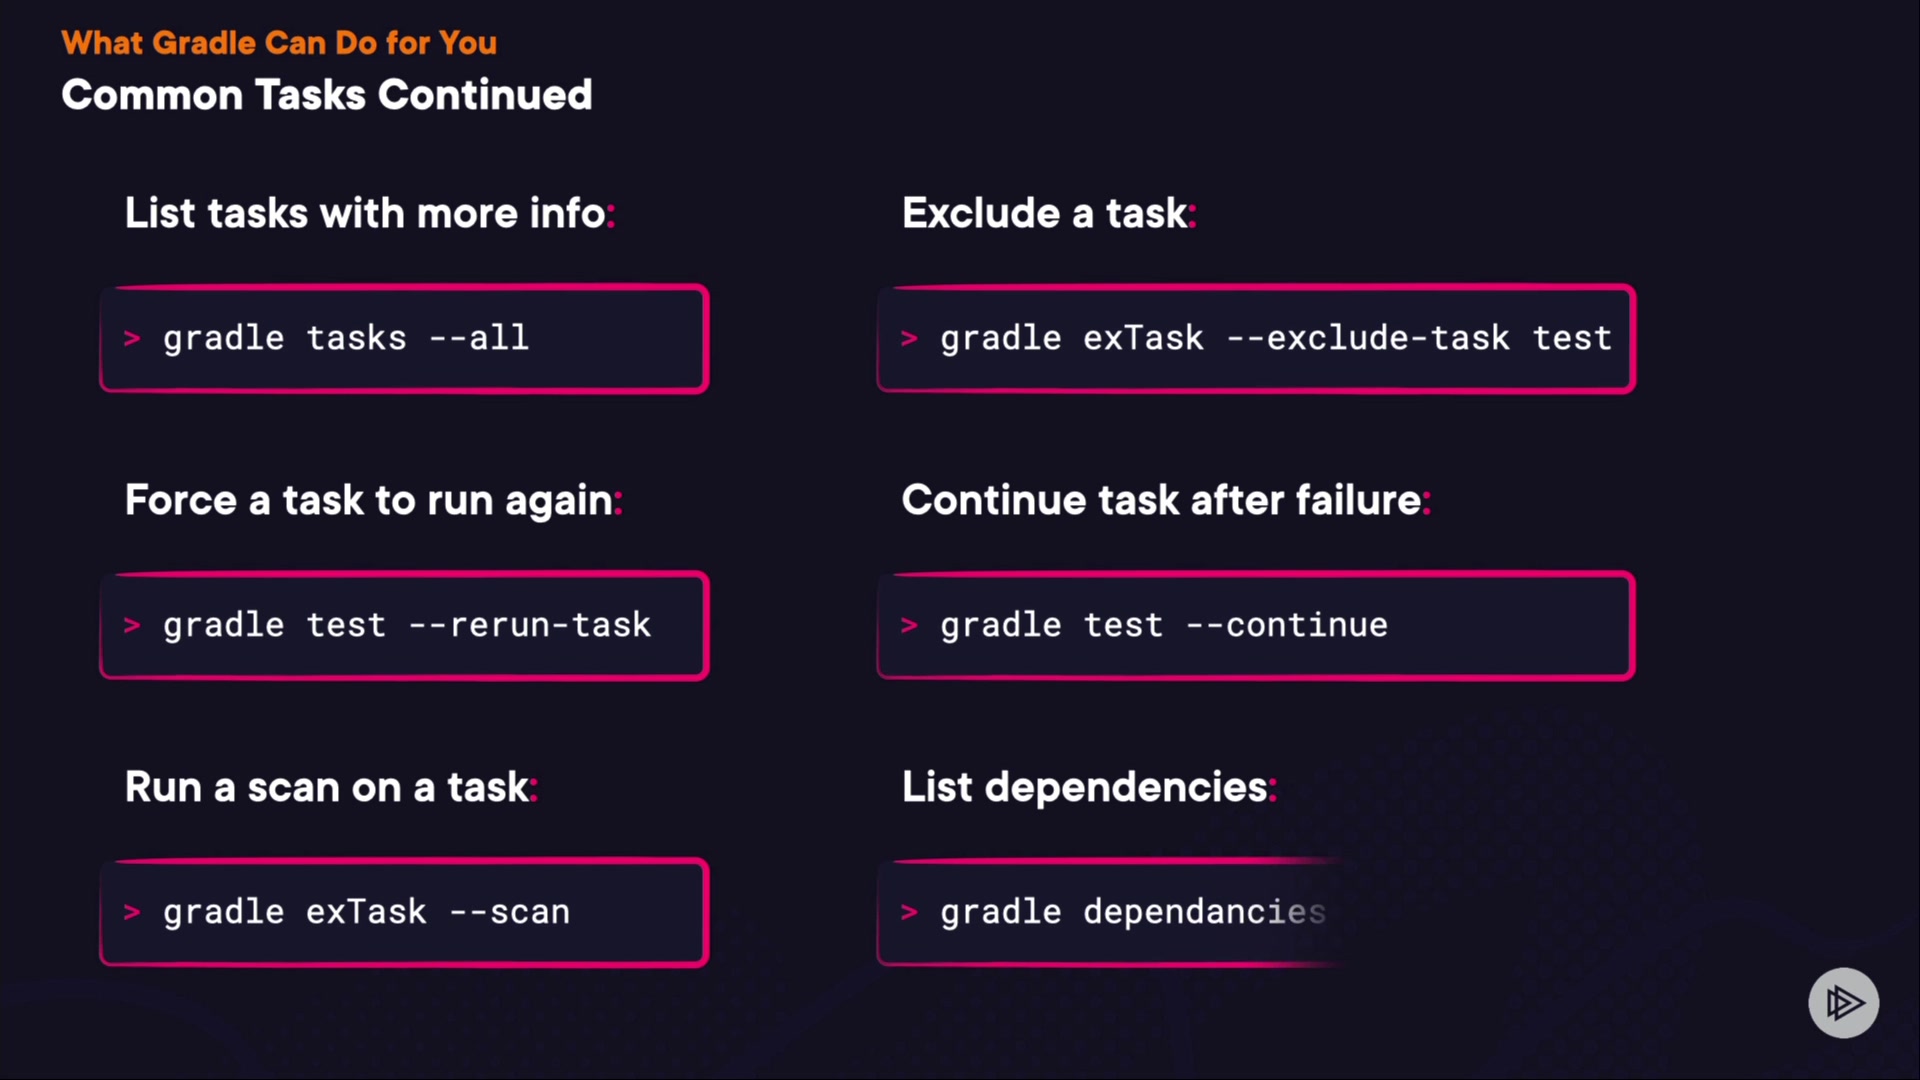 What Gradle Can Do for You
Common Tasks Continued
List tasks with more info:
> gradle tasks --all
Exclude a task:
> gradle exTask --exclude-task test
Force a task to run again:
> gradle test --rerun-task
Continue task after failure:
> gradle test --continue
Run a scan on a task:
> gradle exTask --scan
List dependencies:
> gradle dependancies